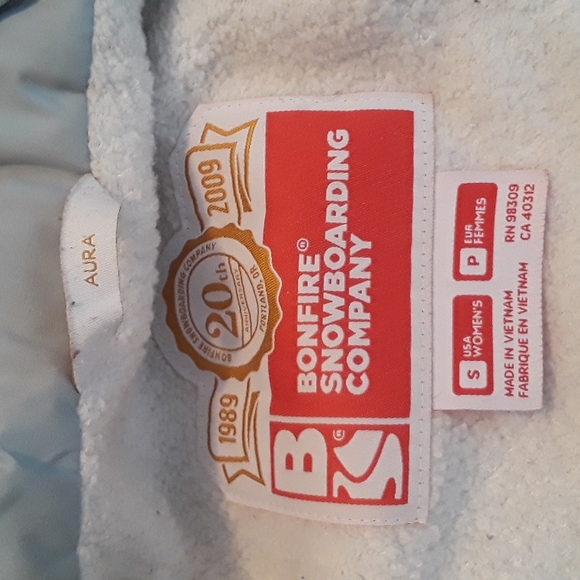 AURA
1989
2009
BONFIRE SNOWBOARDING COMPANY
20th
ANNIVERSARY
PORTLAND, OR
B
®
BONFIRE®
SNOWBOARDING
COMPANY
S USA WOMEN'S
P EUR FEMMES
MADE IN VIETNAM
FABRIQUE EN VIETNAM
RN 98309
CA 40312